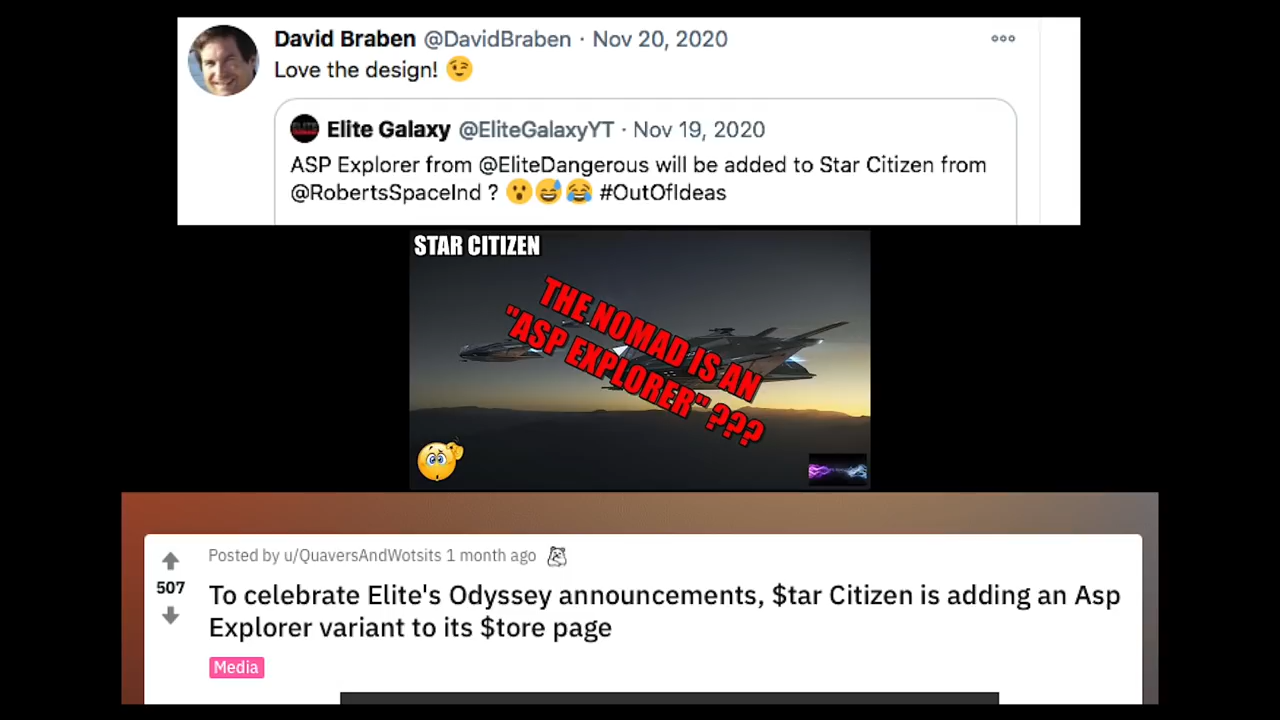 David Braben @DavidBraben · Nov 20, 2020
Love the design! 😉
Elite Galaxy @EliteGalaxyYT · Nov 19, 2020
ASP Explorer from @EliteDangerous will be added to Star Citizen from
@RobertsSpaceInd ? 😮😅😂 #OutOfIdeas
STAR CITIZEN
THE NOMAD IS AN
"ASP EXPLORER" ???
Posted by u/QuaversAndWotsits 1 month ago
507
To celebrate Elite's Odyssey announcements, $tar Citizen is adding an Asp
Explorer variant to its $tore page
Media